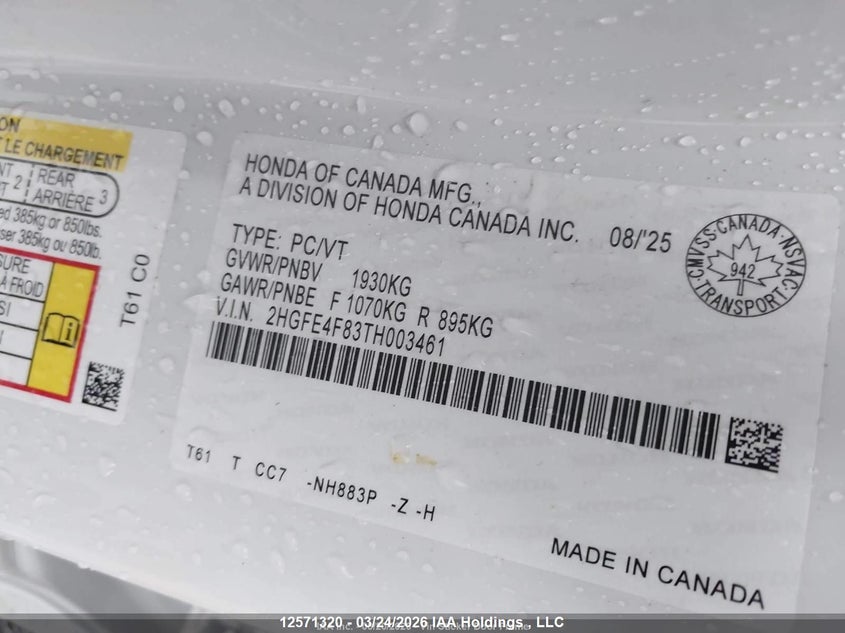 ON
T LE CHARGEMENT
NT
REAR
PT 2
ARRIÈRE 3
ed 385kg or 850lbs.
ser 385kg ou 850lb.
SURE
À FROID
SI
T61 C0
HONDA OF CANADA MFG.,
A DIVISION OF HONDA CANADA INC. 08/'25
TYPE: PC/VT
GVWR/PNBV 1930KG
GAWR/PNBE F 1070KG R 895KG
V.I.N. 2HGFE4F83TH003461
CMVSS·CANADA·NSVAC
942
TRANSPORT
T61 T CC7 -NH883P -Z -H
MADE IN CANADA
12571320 - 03/24/2026 IAA Holdings, LLC